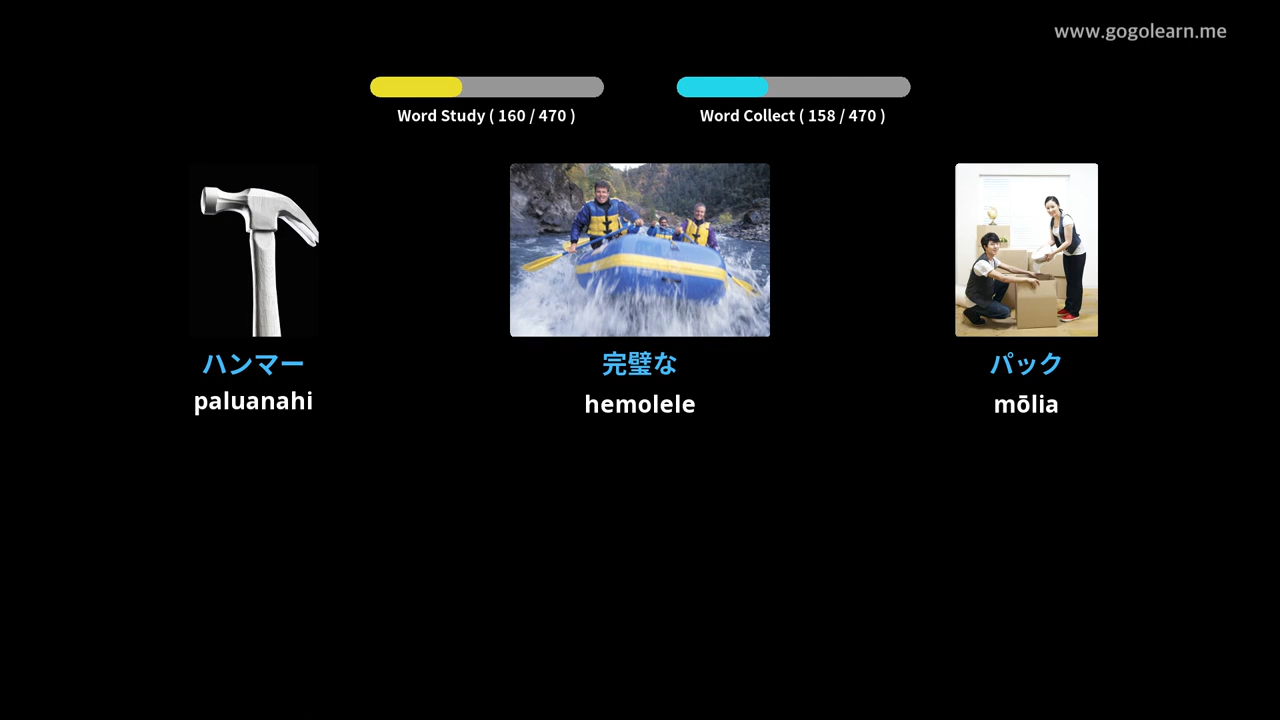 www.gogolearn.me
Word Study ( 160 / 470 )
Word Collect ( 158 / 470 )
ハンマー
paluanahi
完璧な
hemolele
パック
mōlia